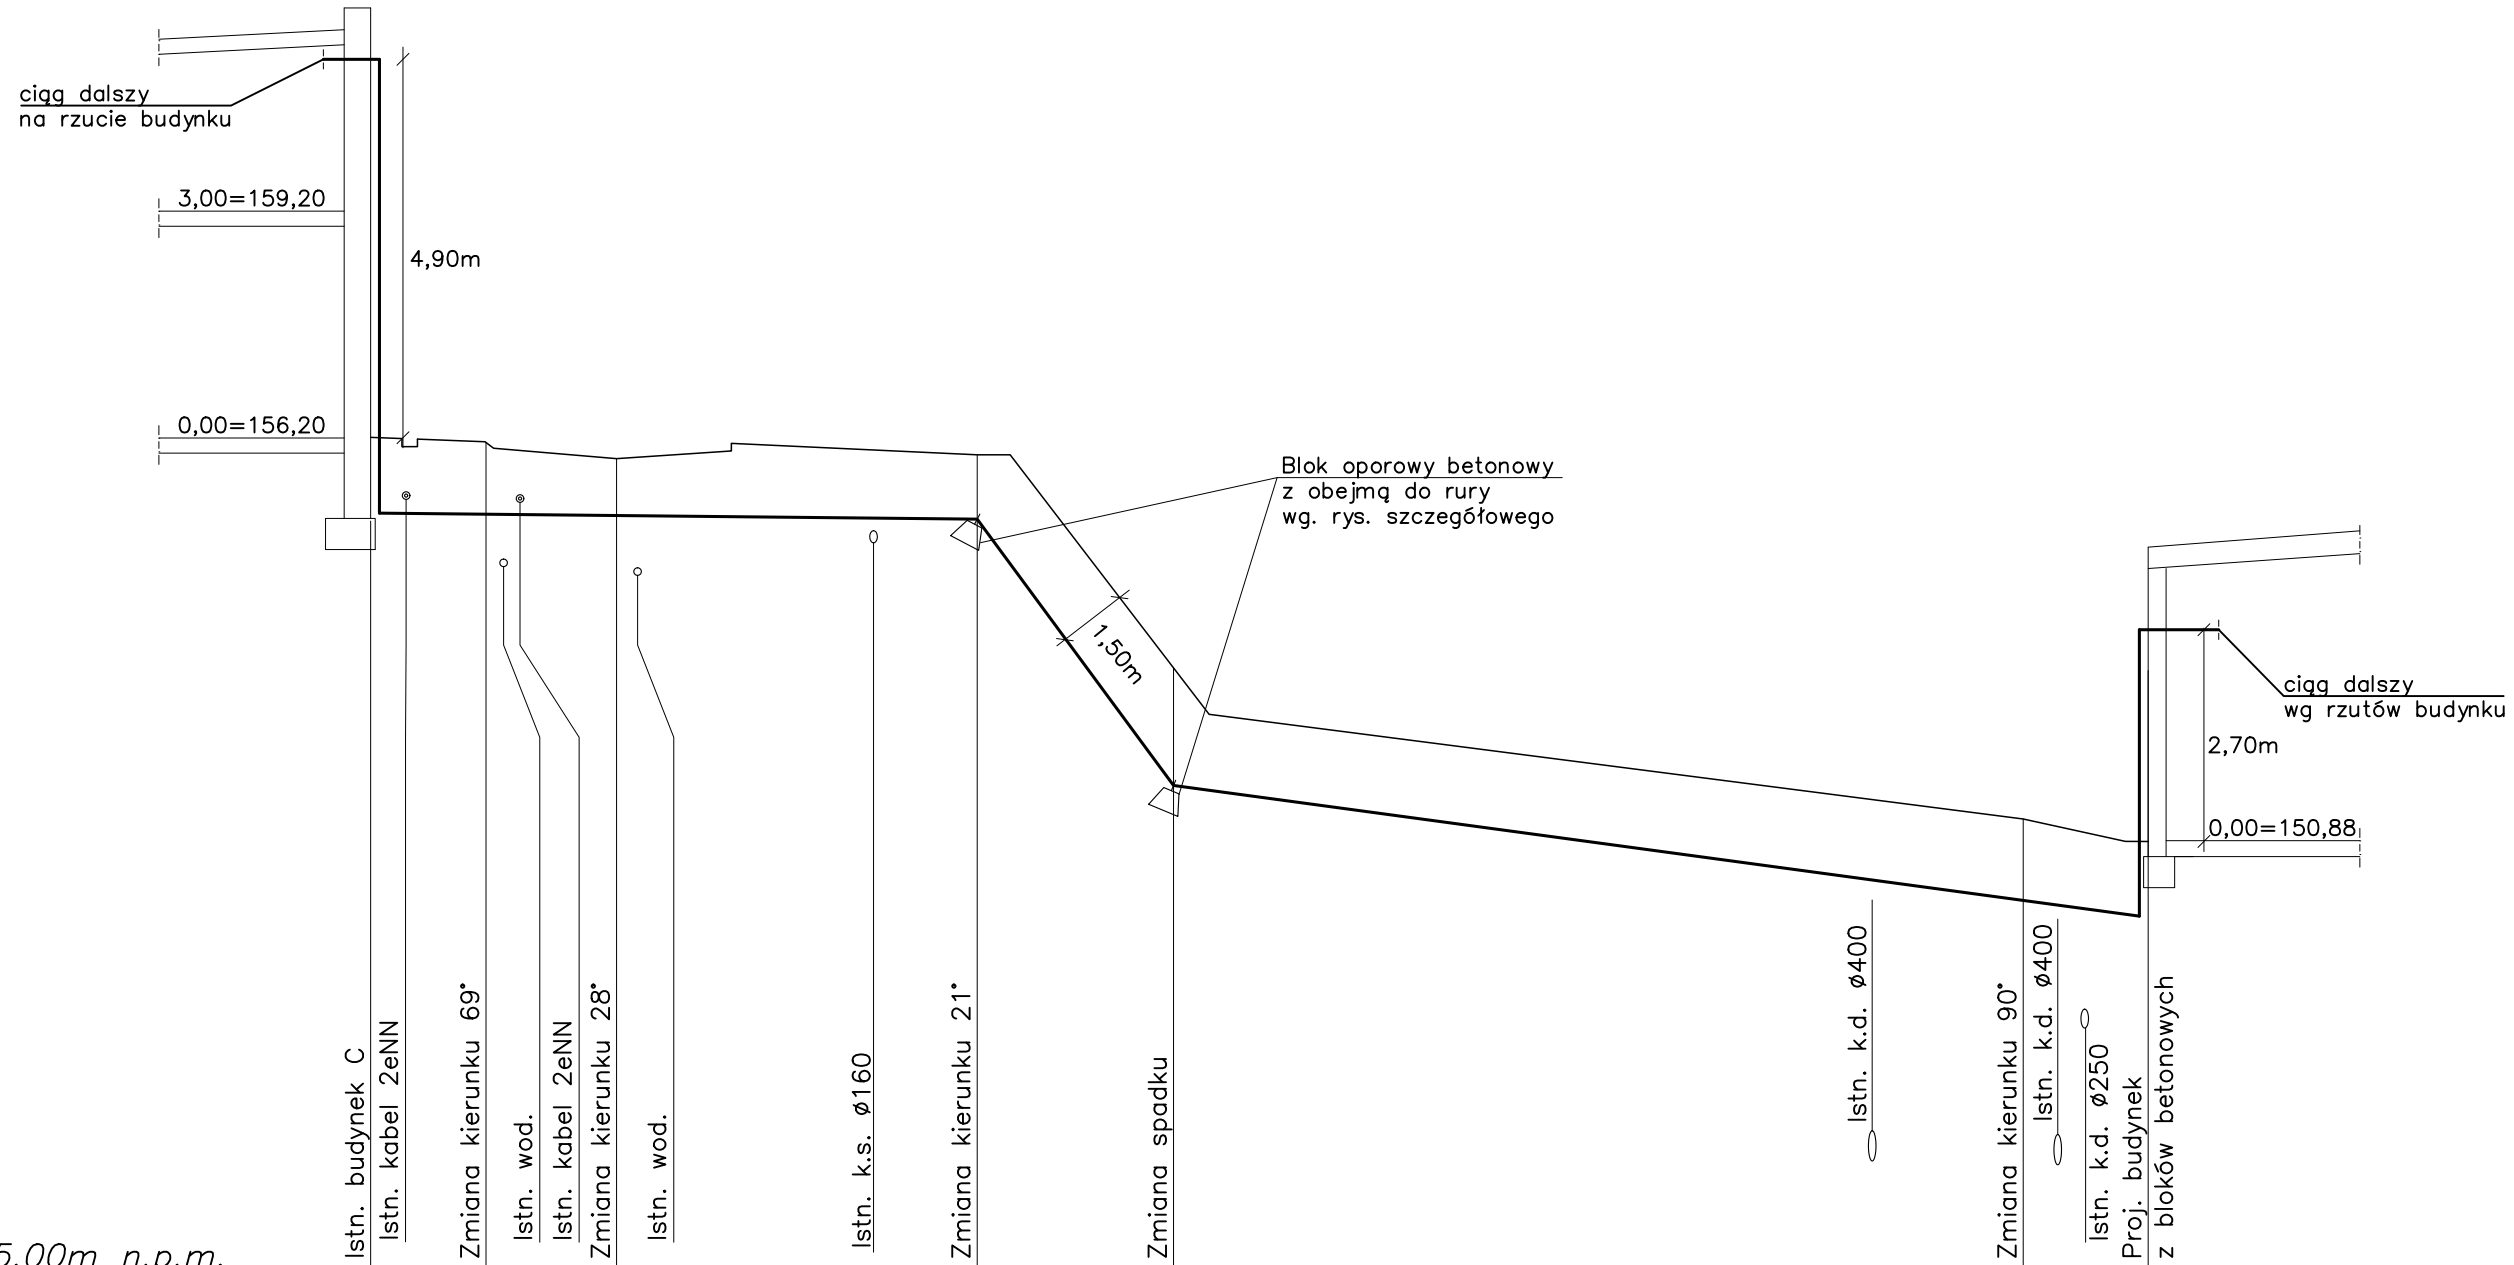 ciąg dalszy
na rzucie budynku
3,00=159,20
4,90m
0,00=156,20
Blok oporowy betonowy
z obejmą do rury
wg. rys. szczegółowego
1,50m
ciąg dalszy
wg rzutów budynku
2,70m
0,00=150,88
Istn. budynek C
Istn. kabel 2eNN
Zmiana kierunku 69°
Istn. wod.
Istn. kabel 2eNN
Zmiana kierunku 28°
Istn. wod.
Istn. k.s. ø160
Zmiana kierunku 21°
Zmiana spadku
Istn. k.d. ø400
Zmiana kierunku 90°
Istn. k.d. ø400
Istn. k.d. ø250
Proj. budynek
z bloków betonowych
5,00m n.p.m.